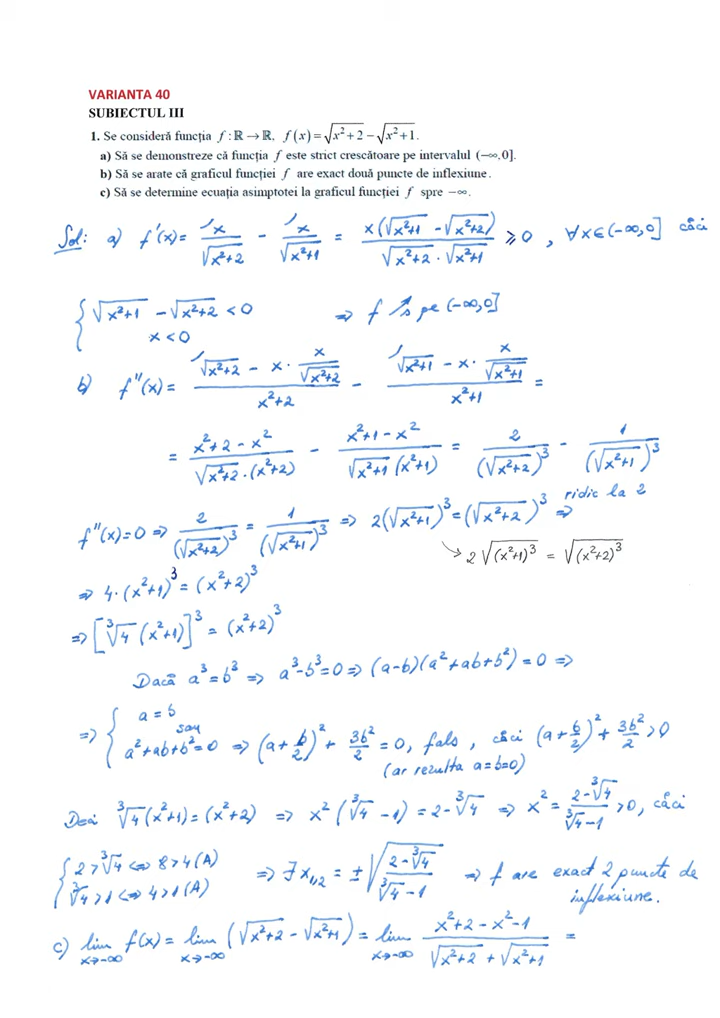 VARIANTA 40
SUBIECTUL III
1. Se consideră funcția f : ℝ → ℝ, f(x) = √(x²+2) − √(x²+1).
a) Să se demonstreze că funcția f este strict crescătoare pe intervalul (−∞,0].
b) Să se arate că graficul funcției f are exact două puncte de inflexiune.
c) Să se determine ecuația asimptotei la graficul funcției f spre −∞.
Sol: a) f'(x) = x/√(x²+2) − x/√(x²+1) = x(√(x²+1) − √(x²+2))/(√(x²+2) · √(x²+1)) ⩾ 0, ∀x∈(−∞,0] căci
{ √(x²+1) − √(x²+2) < 0
x < 0 ⇒ f ↗s pe (−∞,0]
b) f''(x) = (√(x²+2) − x · x/√(x²+2))/(x²+2) − (√(x²+1) − x · x/√(x²+1))/(x²+1) =
= (x²+2−x²)/(√(x²+2) · (x²+2)) − (x²+1−x²)/(√(x²+1) (x²+1)) = 2/(√(x²+2))³ − 1/(√(x²+1))³
f''(x)=0 ⇒ 2/(√(x²+2))³ = 1/(√(x²+1))³ ⇒ 2(√(x²+1))³ = (√(x²+2))³ ridic la 2 ⇒
↘ 2√((x²+1)³) = √((x²+2)³)
⇒ 4·(x²+1)³ = (x²+2)³
⇒ [∛4 (x²+1)]³ = (x²+2)³
Dacă a³=b³ ⇒ a³−b³=0 ⇒ (a−b)(a²+ab+b²)=0 ⇒
⇒ { a=b
sau
a²+ab+b²=0 ⇒ (a+b/2)² + 3b²/2 = 0, fals, căci (a+b/2)² + 3b²/2 > 0
(ar rezulta a=b=0)
Deci ∛4(x²+1) = (x²+2) ⇒ x²(∛4 −1) = 2−∛4 ⇒ x² = (2−∛4)/(∛4−1) > 0, căci
{ 2 > ∛4 ⇔ 8>4 (A)
∛4 > 1 ⇔ 4>1 (A) ⇒ ∃ x₁,₂ = ±√((2−∛4)/(∛4−1)) ⇒ f are exact 2 puncte de
inflexiune.
c) lim x→−∞ f(x) = lim x→−∞ (√(x²+2) − √(x²+1)) = lim x→−∞ (x²+2−x²−1)/(√(x²+2) + √(x²+1)) =